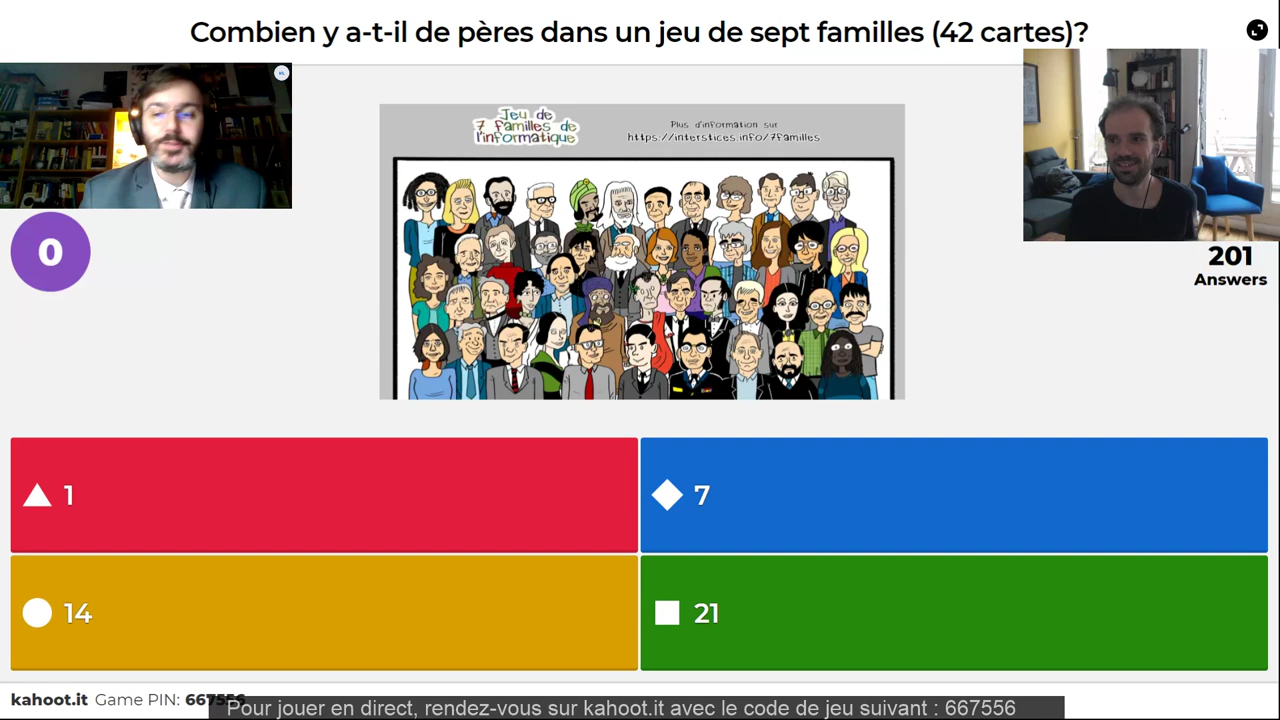 Combien y a-t-il de pères dans un jeu de sept familles (42 cartes)?
Jeu de
7 familles de
l'informatique
Plus d'information sur
https://interstices.info/7familles
0
201
Answers
1
7
14
21
kahoot.it Game PIN: 667556
Pour jouer en direct, rendez-vous sur kahoot.it avec le code de jeu suivant : 667556